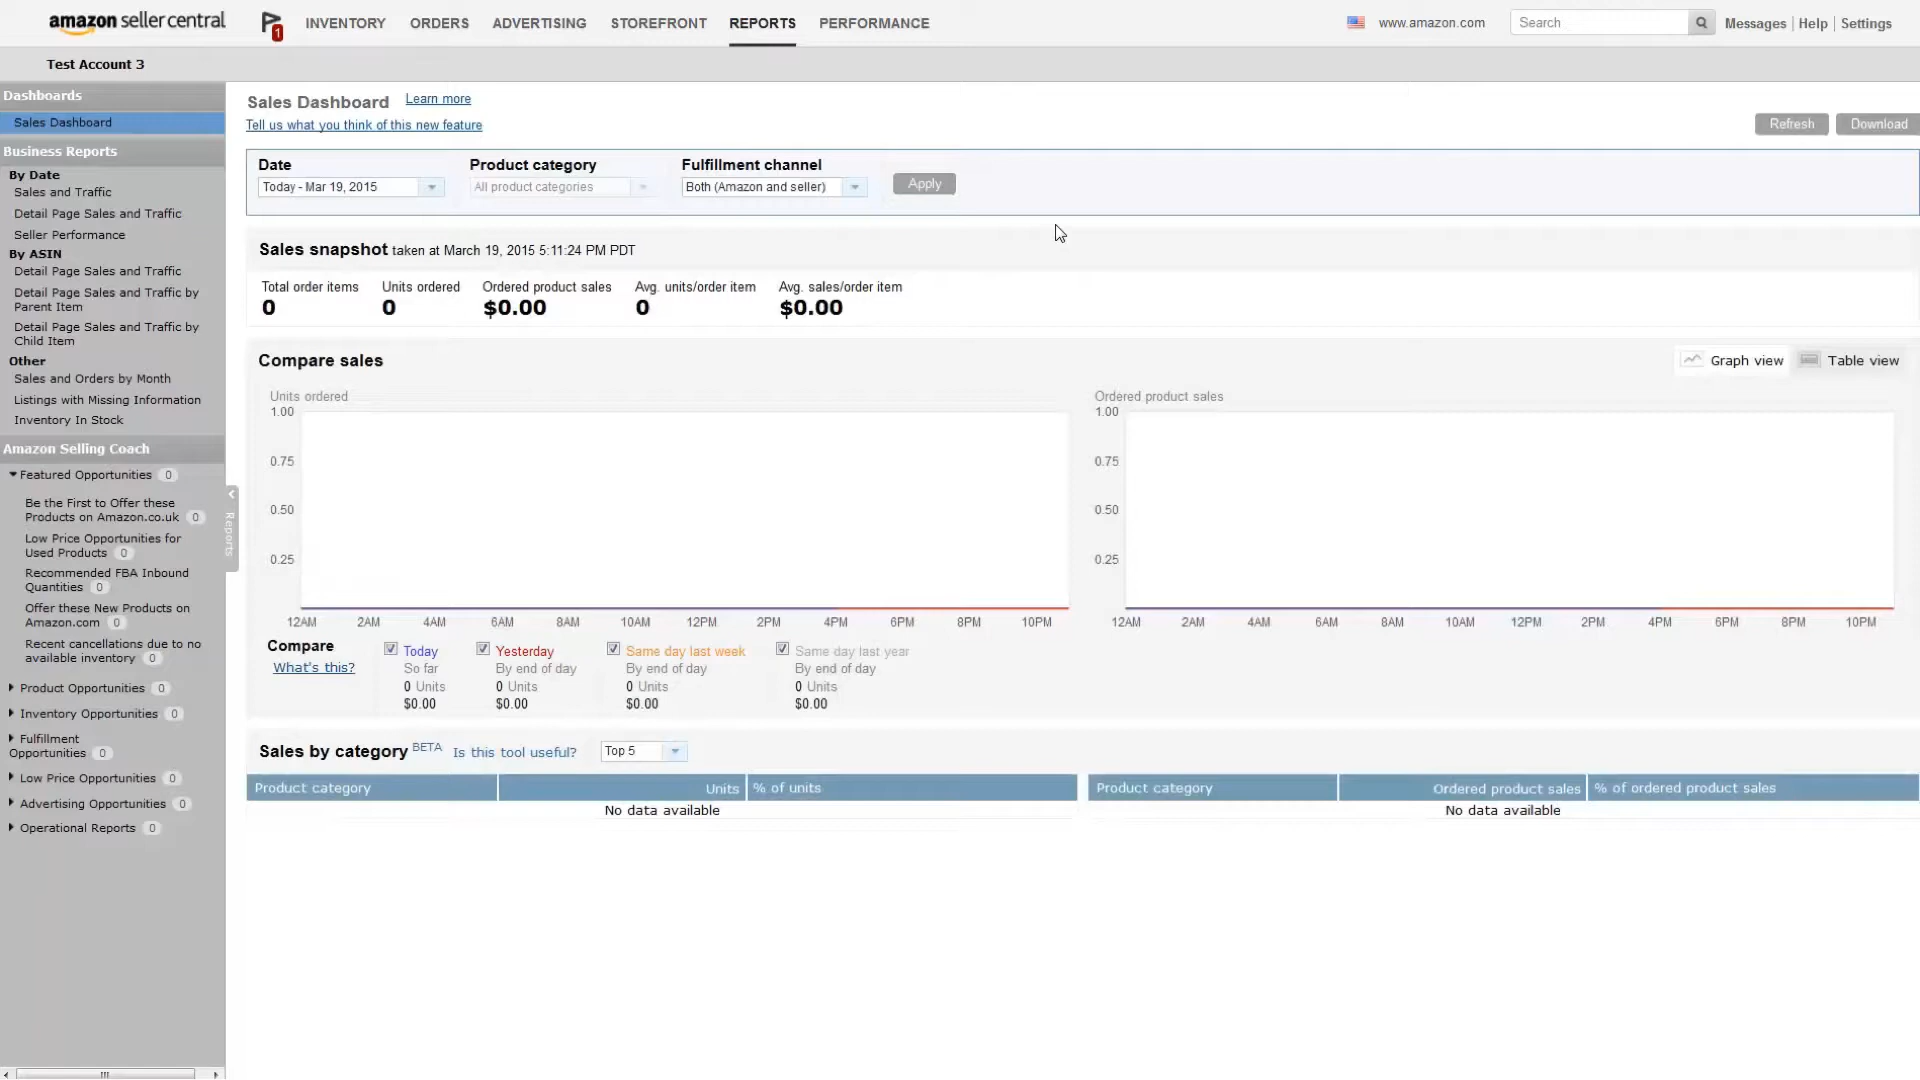 amazon seller central
1
INVENTORY ORDERS ADVERTISING STOREFRONT REPORTS PERFORMANCE
www.amazon.com
Search
Messages | Help | Settings
Test Account 3
Dashboards
Sales Dashboard
Business Reports
By Date
Sales and Traffic
Detail Page Sales and Traffic
Seller Performance
By ASIN
Detail Page Sales and Traffic
Detail Page Sales and Traffic by
Parent Item
Detail Page Sales and Traffic by
Child Item
Other
Sales and Orders by Month
Listings with Missing Information
Inventory In Stock
Amazon Selling Coach
Featured Opportunities 0
Be the First to Offer these
Products on Amazon.co.uk 0
Low Price Opportunities for
Used Products 0
Recommended FBA Inbound
Quantities 0
Offer these New Products on
Amazon.com 0
Recent cancellations due to no
available inventory 0
Product Opportunities 0
Inventory Opportunities 0
Fulfillment
Opportunities 0
Low Price Opportunities 0
Advertising Opportunities 0
Operational Reports 0
Reports
Sales Dashboard Learn more
Tell us what you think of this new feature
Refresh Download
Date Product category Fulfillment channel
Today - Mar 19, 2015 All product categories Both (Amazon and seller) Apply
Sales snapshot taken at March 19, 2015 5:11:24 PM PDT
Total order items Units ordered Ordered product sales Avg. units/order item Avg. sales/order item
0 0 $0.00 0 $0.00
Compare sales
Graph view Table view
Units ordered
1.00
0.75
0.50
0.25
12AM 2AM 4AM 6AM 8AM 10AM 12PM 2PM 4PM 6PM 8PM 10PM
Ordered product sales
1.00
0.75
0.50
0.25
12AM 2AM 4AM 6AM 8AM 10AM 12PM 2PM 4PM 6PM 8PM 10PM
Compare
What's this?
Today Yesterday Same day last week Same day last year
So far By end of day By end of day By end of day
0 Units 0 Units 0 Units 0 Units
$0.00 $0.00 $0.00 $0.00
Sales by category BETA Is this tool useful? Top 5
Product category Units % of units
No data available
Product category Ordered product sales % of ordered product sales
No data available